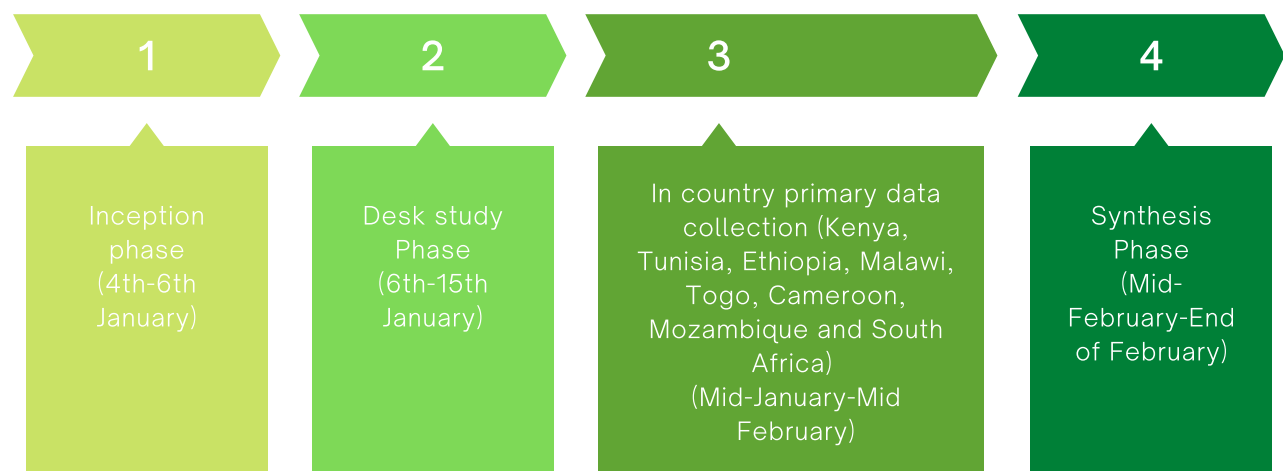 1
2
3
4
Inception
phase
(4th-6th
January)
Desk study
Phase
(6th-15th
January)
In country primary data
collection (Kenya,
Tunisia, Ethiopia, Malawi,
Togo, Cameroon,
Mozambique and South
Africa)
(Mid-January-Mid
February)
Synthesis
Phase
(Mid-
February-End
of February)